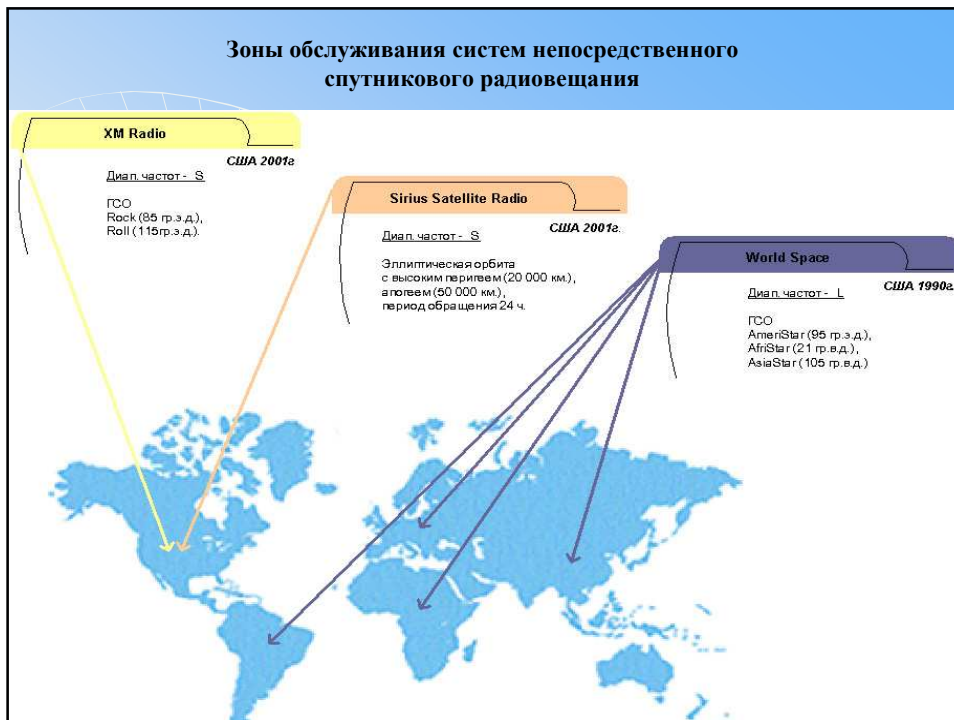 Зоны обслуживания систем непосредственного
спутникового радиовещания
XM Radio
США 2001г
Диап. частот - S
ГСО
Rock (85 гр.з.д.),
Roll (115гр.з.д.).
Sirius Satellite Radio
США 2001г.
Диап. частот - S
Эллиптическая орбита
с высоким перигеем (20 000 км.),
апогеем (50 000 км.),
период обращения 24 ч.
World Space
США 1990г.
Диап. частот - L
ГСО
AmeriStar (95 гр.з.д.),
AfriStar (21 гр.в.д.),
AsiaStar (105 гр.в.д.)